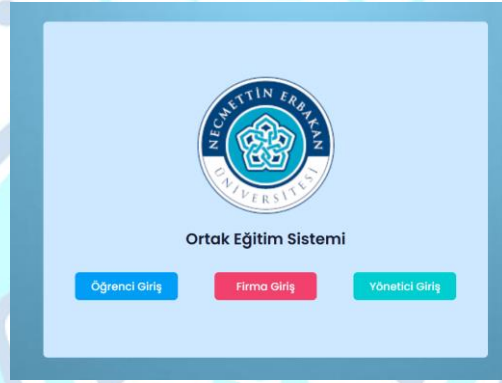 NECMETTİN ERBAKAN
ÜNİVERSİTESİ
Ortak Eğitim Sistemi
Öğrenci Giriş
Firma Giriş
Yönetici Giriş